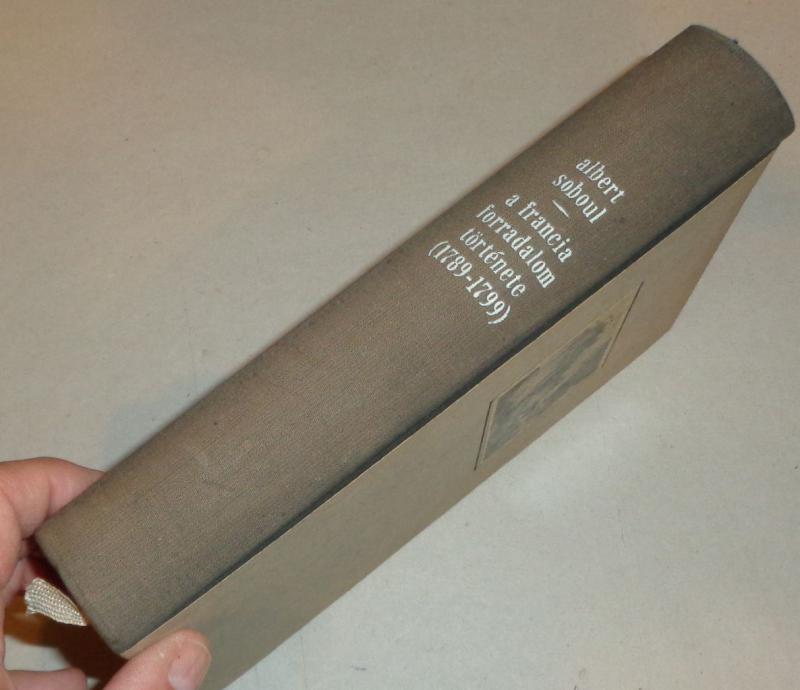 albert
soboul
—
a francia
forradalom
története
(1789-1799)